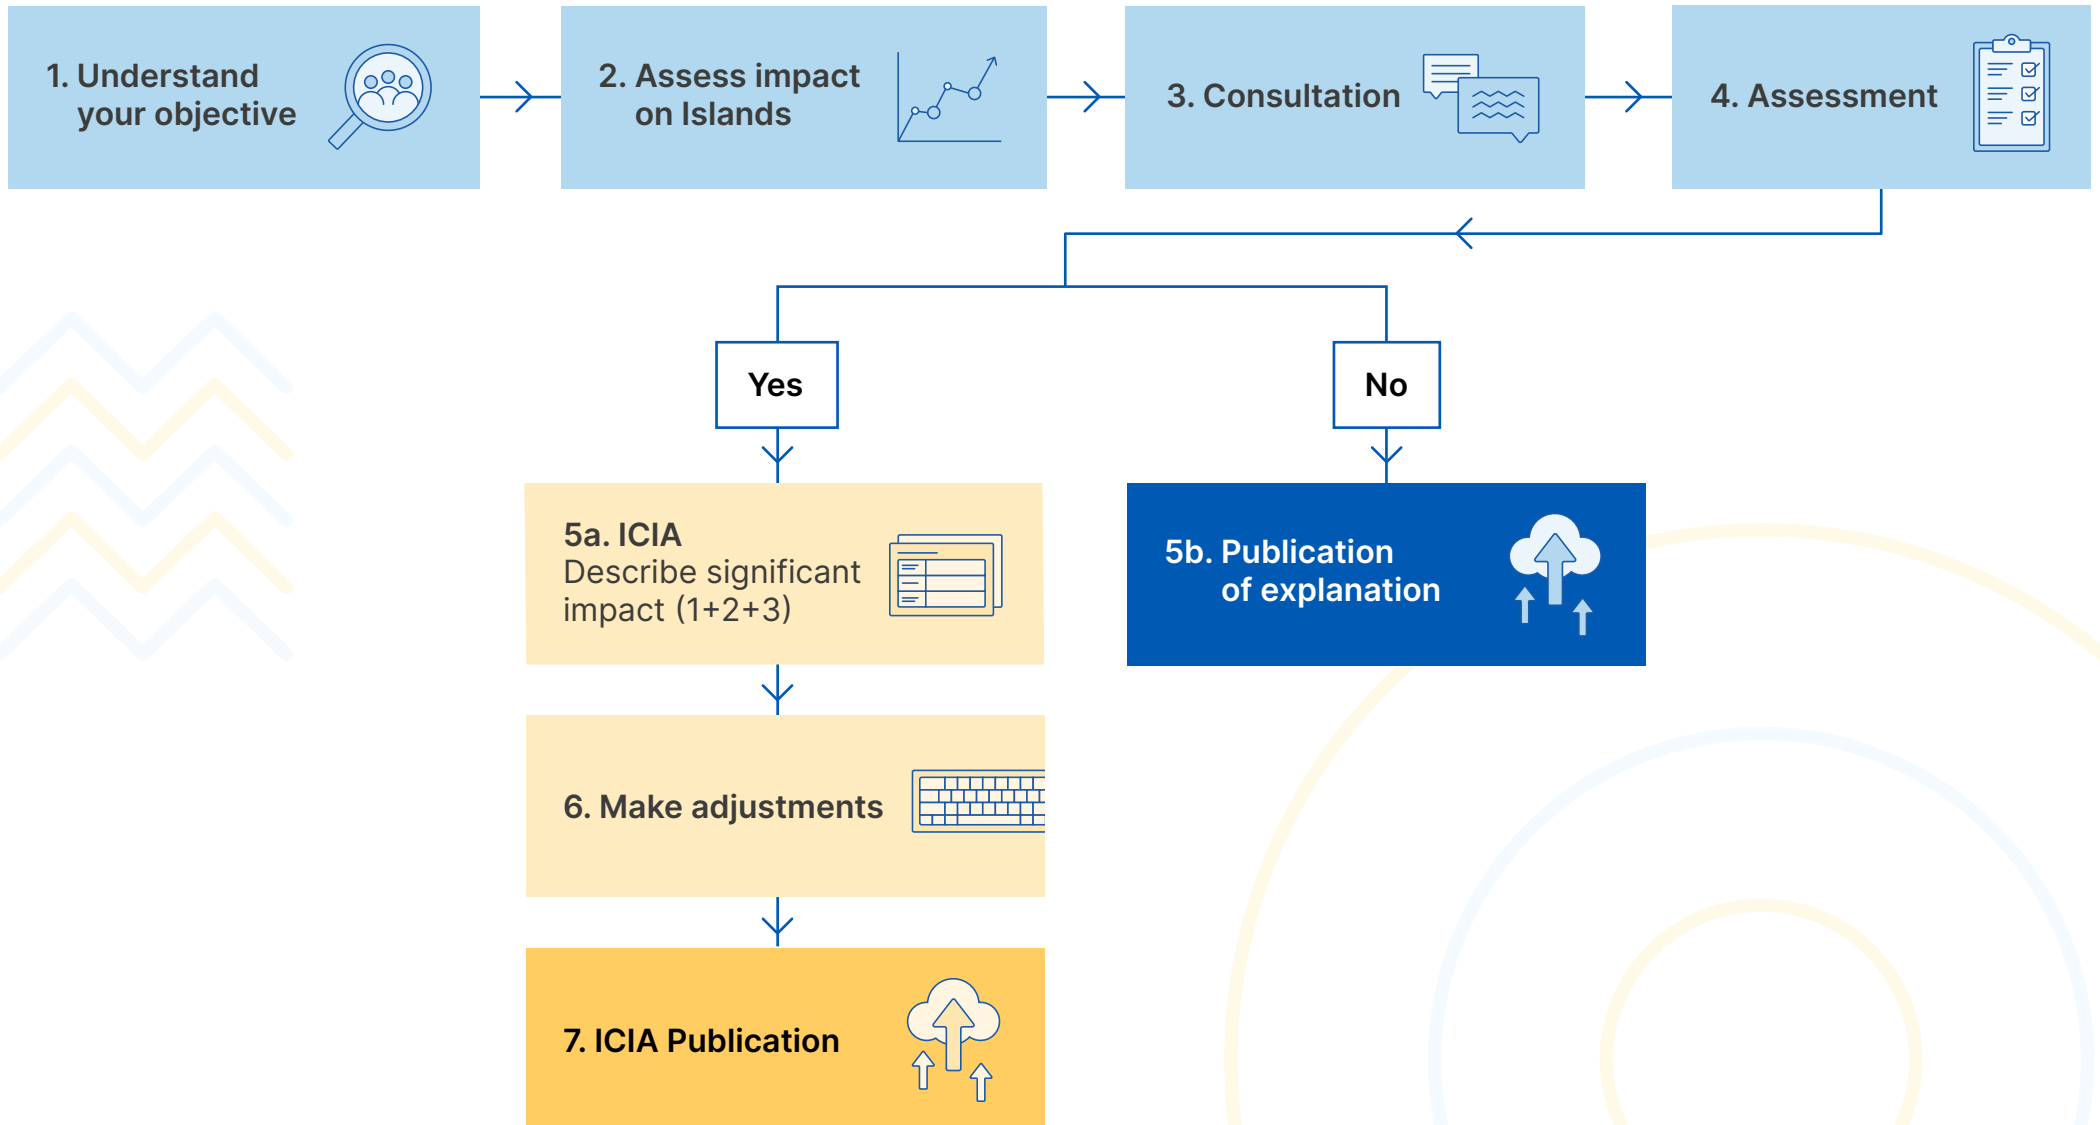 1. Understand
your objective
2. Assess impact
on Islands
3. Consultation
4. Assessment
Yes
No
5a. ICIA
Describe significant
impact (1+2+3)
5b. Publication
of explanation
6. Make adjustments
7. ICIA Publication